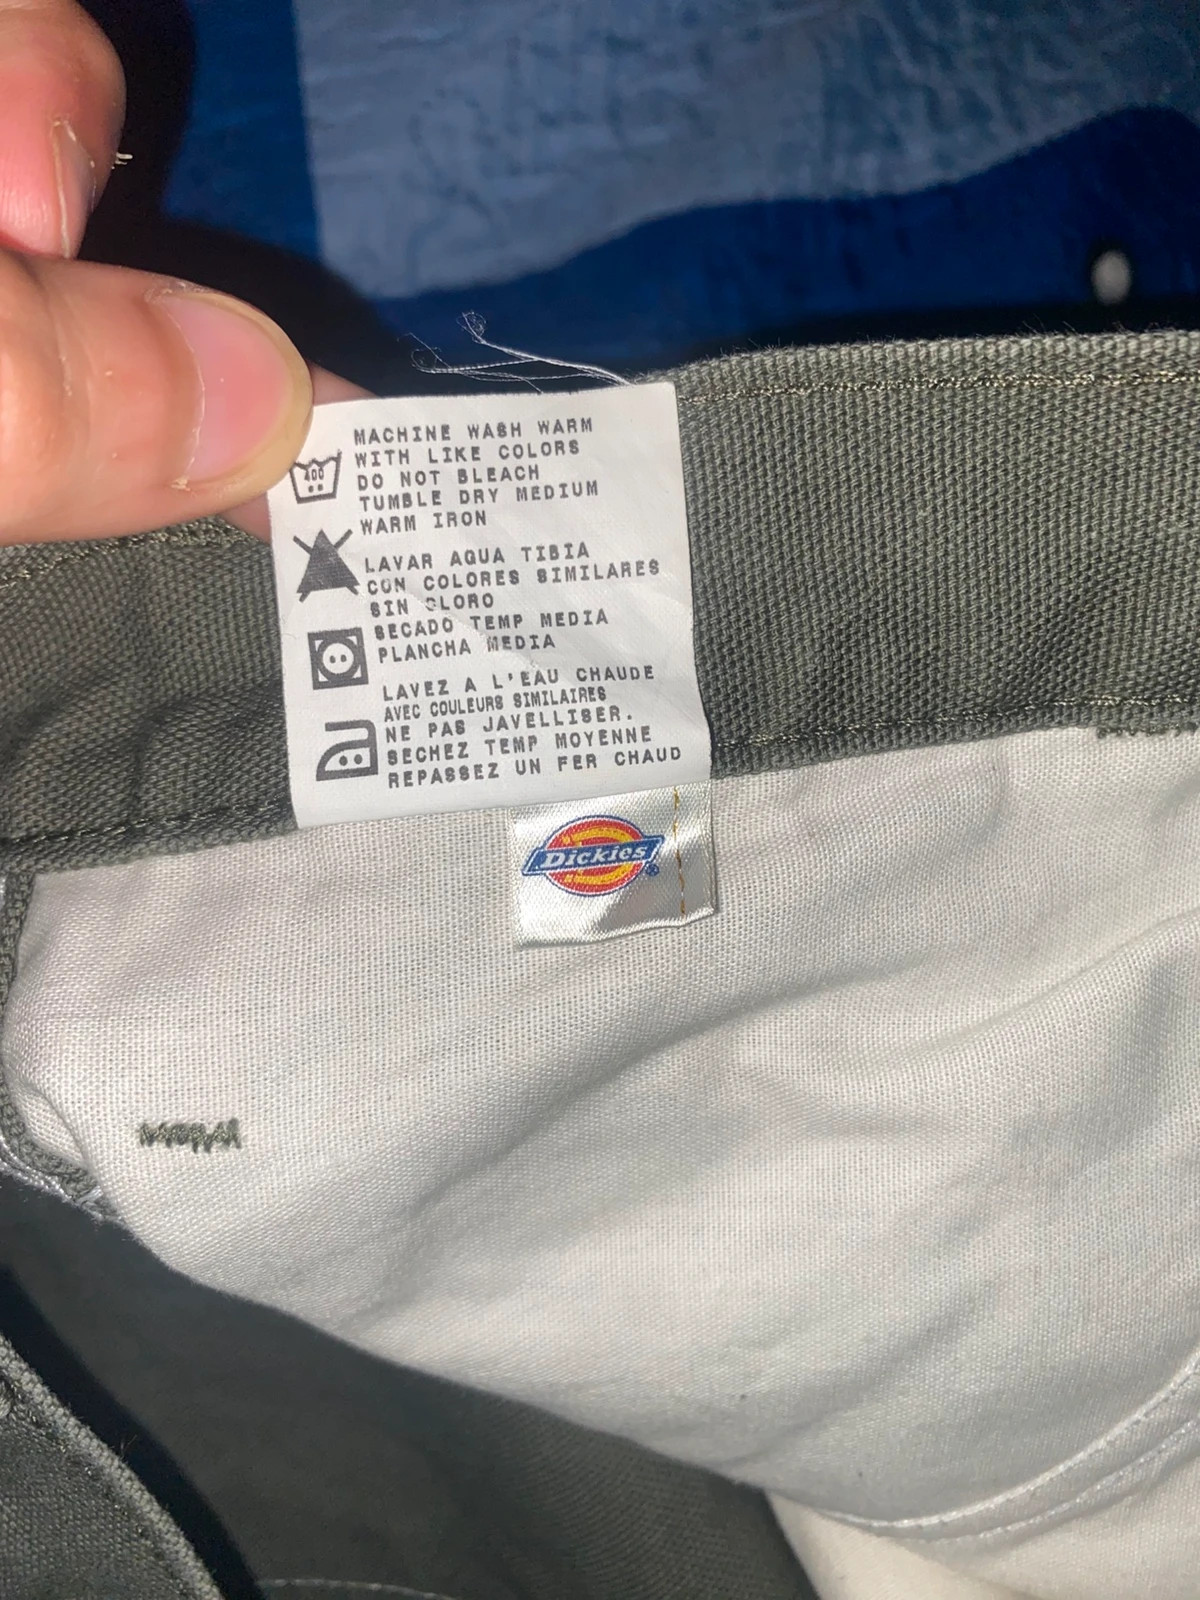 MACHINE WASH WARM
WITH LIKE COLORS
DO NOT BLEACH
TUMBLE DRY MEDIUM
WARM IRON
LAVAR AGUA TIBIA
CON COLORES SIMILARES
SIN CLORO
SECADO TEMP MEDIA
PLANCHA MEDIA
LAVEZ A L'EAU CHAUDE
AVEC COULEURS SIMILAIRES
NE PAS JAVELLISER.
SECHEZ TEMP MOYENNE
REPASSEZ UN FER CHAUD
Dickies®